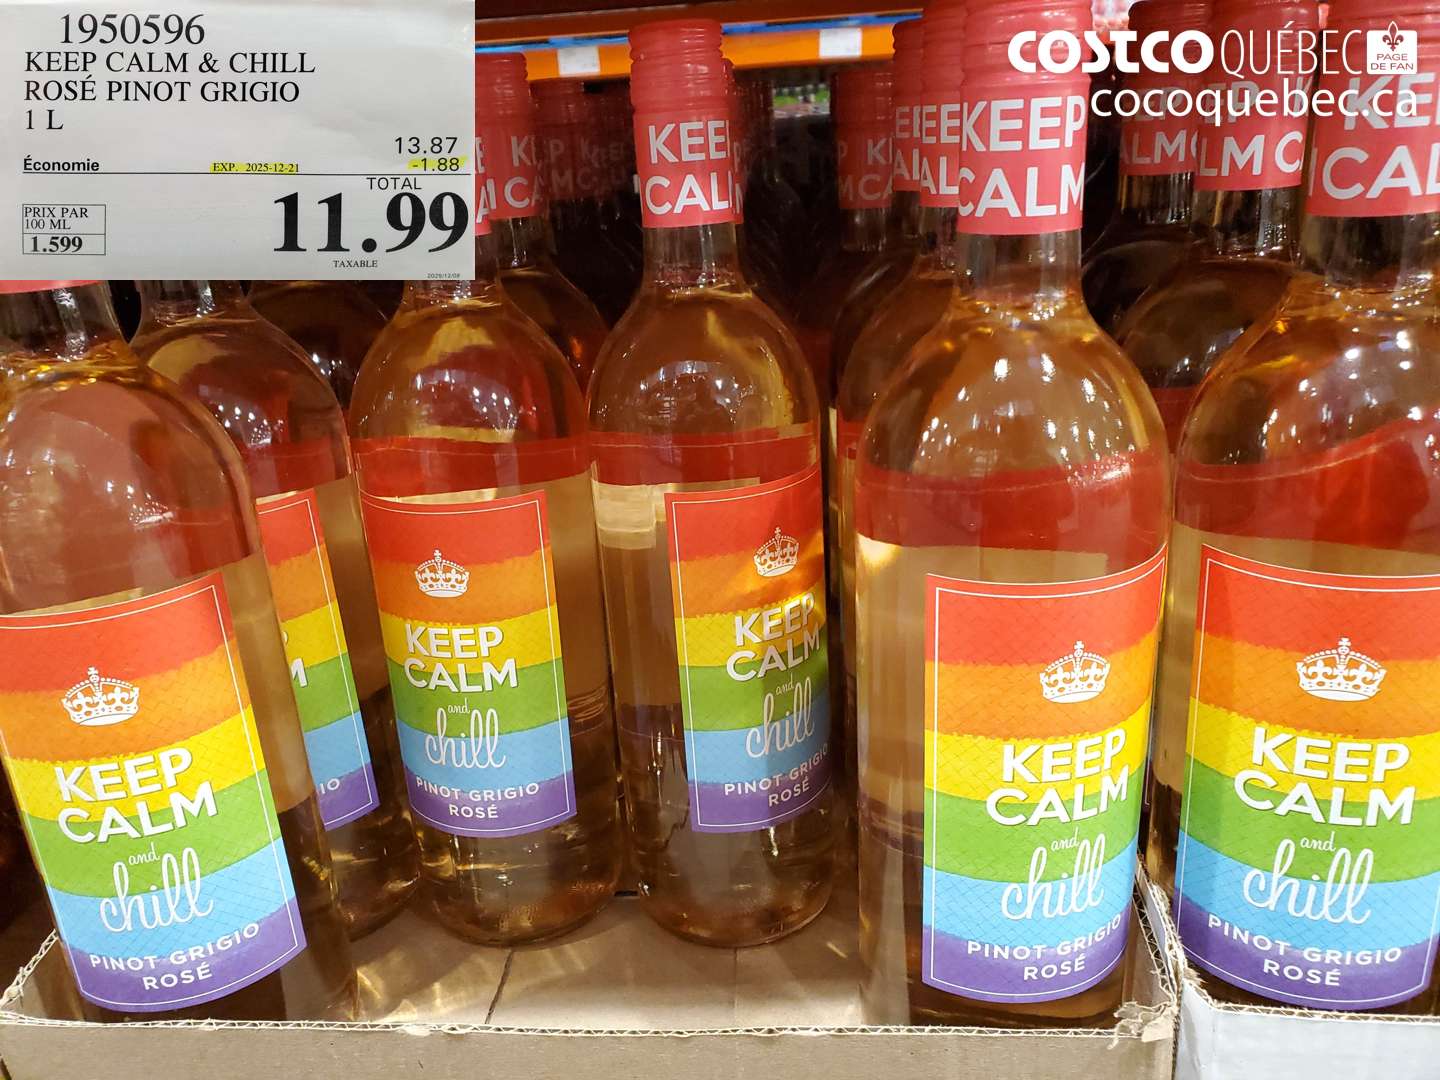 1950596
KEEP CALM & CHILL
ROSÉ PINOT GRIGIO
1 L
13.87
Économie EXP. 2025-12-21 -1.88
TOTAL
11.99
PRIX PAR
100 ML
1.599
TAXABLE
COSTCO QUÉBEC PAGE DE FAN
cocoquebec.ca
KEEP
CALM
KEEP
CALM
and
chill
PINOT GRIGIO
ROSÉ
KEEP
CALM
and
chill
PINOT GRIGIO
ROSÉ
KEEP
CALM
and
chill
PINOT GRIGIO
ROSÉ
KEEP
CALM
and
chill
PINOT GRIGIO
ROSÉ
KEEP
CALM
and
chill
PINOT GRIGIO
ROSÉ